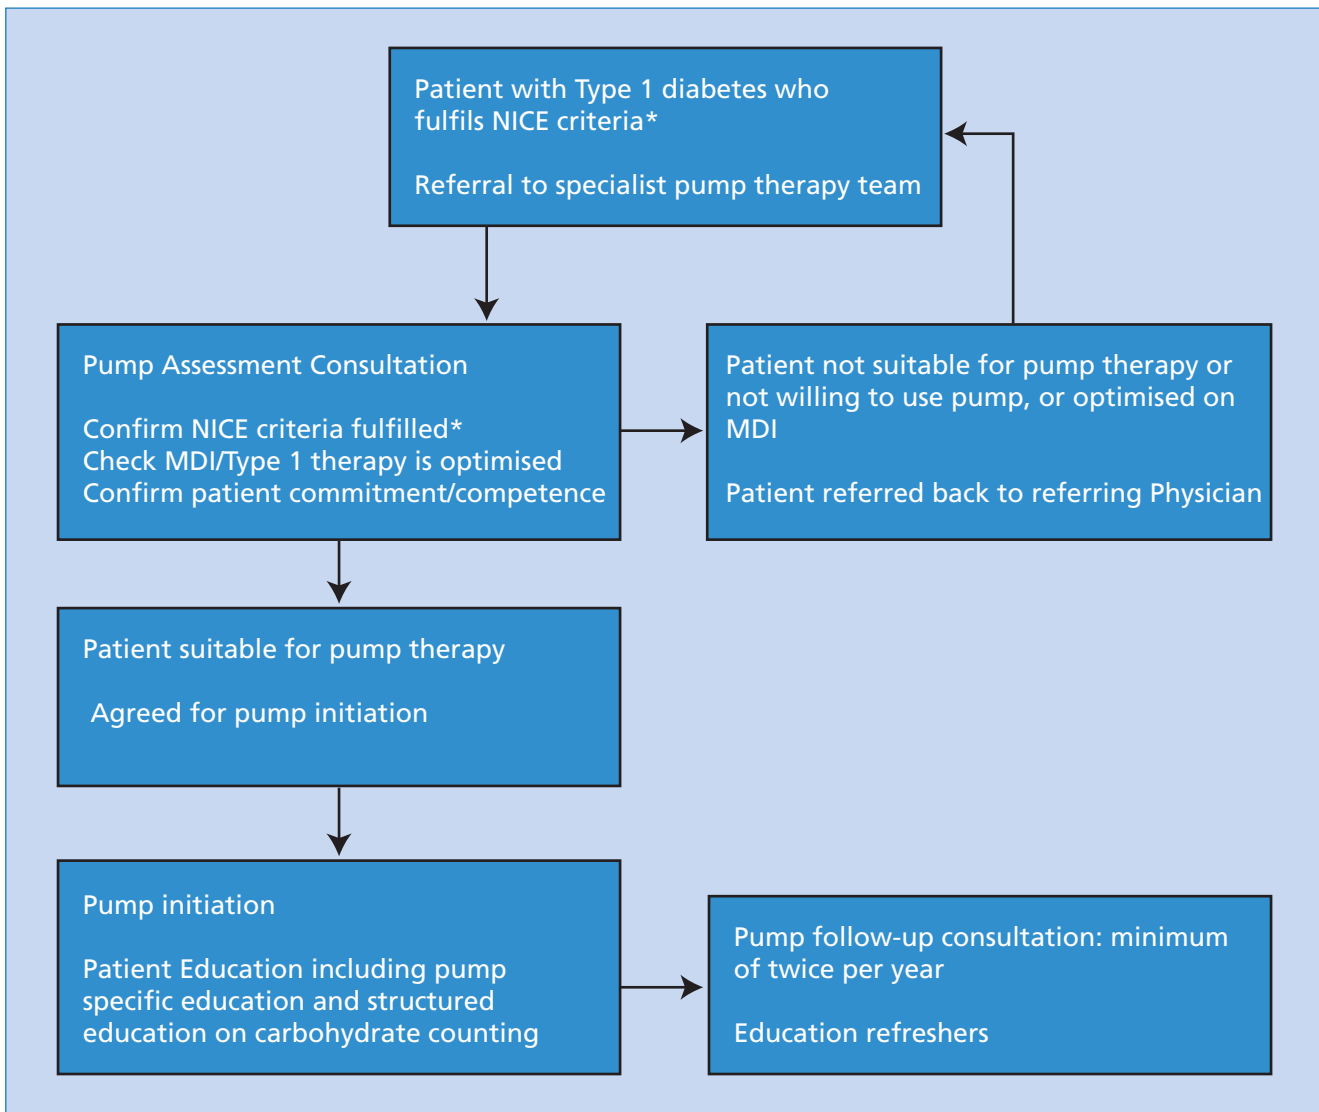 Patient with Type 1 diabetes who
fulfils NICE criteria*
Referral to specialist pump therapy team
Pump Assessment Consultation
Confirm NICE criteria fulfilled*
Check MDI/Type 1 therapy is optimised
Confirm patient commitment/competence
Patient not suitable for pump therapy or
not willing to use pump, or optimised on
MDI
Patient referred back to referring Physician
Patient suitable for pump therapy
Agreed for pump initiation
Pump initiation
Patient Education including pump
specific education and structured
education on carbohydrate counting
Pump follow-up consultation: minimum
of twice per year
Education refreshers